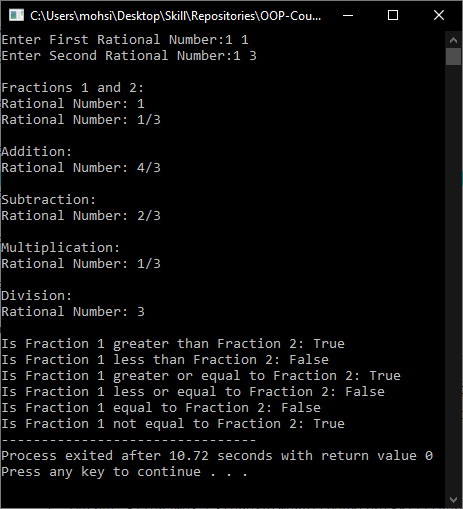 C:\Users\mohsi\Desktop\Skill\Repositories\OOP-Cou...
Enter First Rational Number:1 1
Enter Second Rational Number:1 3
Fractions 1 and 2:
Rational Number: 1
Rational Number: 1/3
Addition:
Rational Number: 4/3
Subtraction:
Rational Number: 2/3
Multiplication:
Rational Number: 1/3
Division:
Rational Number: 3
Is Fraction 1 greater than Fraction 2: True
Is Fraction 1 less than Fraction 2: False
Is Fraction 1 greater or equal to Fraction 2: True
Is Fraction 1 less or equal to Fraction 2: False
Is Fraction 1 equal to Fraction 2: False
Is Fraction 1 not equal to Fraction 2: True
--------------------------------
Process exited after 10.72 seconds with return value 0
Press any key to continue . . .